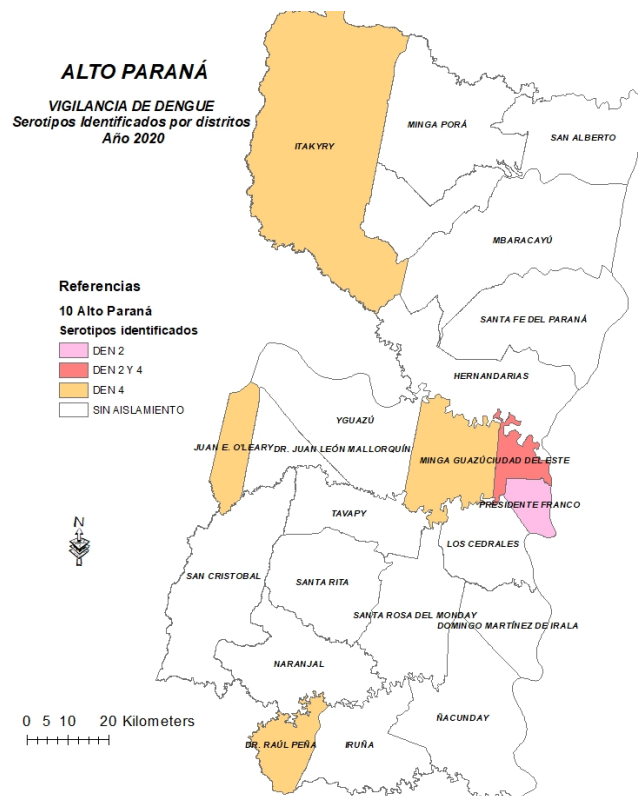 ALTO PARANÁ
VIGILANCIA DE DENGUE
Serotipos Identificados por distritos
Año 2020
MINGA PORÁ
SAN ALBERTO
ITAKYRY
MBARACAYÚ
Referencias
10 Alto Paraná
Serotipos identificados
DEN 2
DEN 2 Y 4
DEN 4
SIN AISLAMIENTO
SANTA FE DEL PARANÁ
HERNANDARIAS
YGUAZÚ
JUAN E. O'LEARY
DR. JUAN LEÓN MALLORQUÍN
MINGA GUAZÚ
CIUDAD DEL ESTE
PRESIDENTE FRANCO
TAVAPY
N
LOS CEDRALES
SAN CRISTOBAL
SANTA RITA
SANTA ROSA DEL MONDAY
DOMINGO MARTÍNEZ DE IRALA
NARANJAL
ÑACUNDAY
0 5 10 20 Kilometers
DR. RAÚL PEÑA
IRUÑA